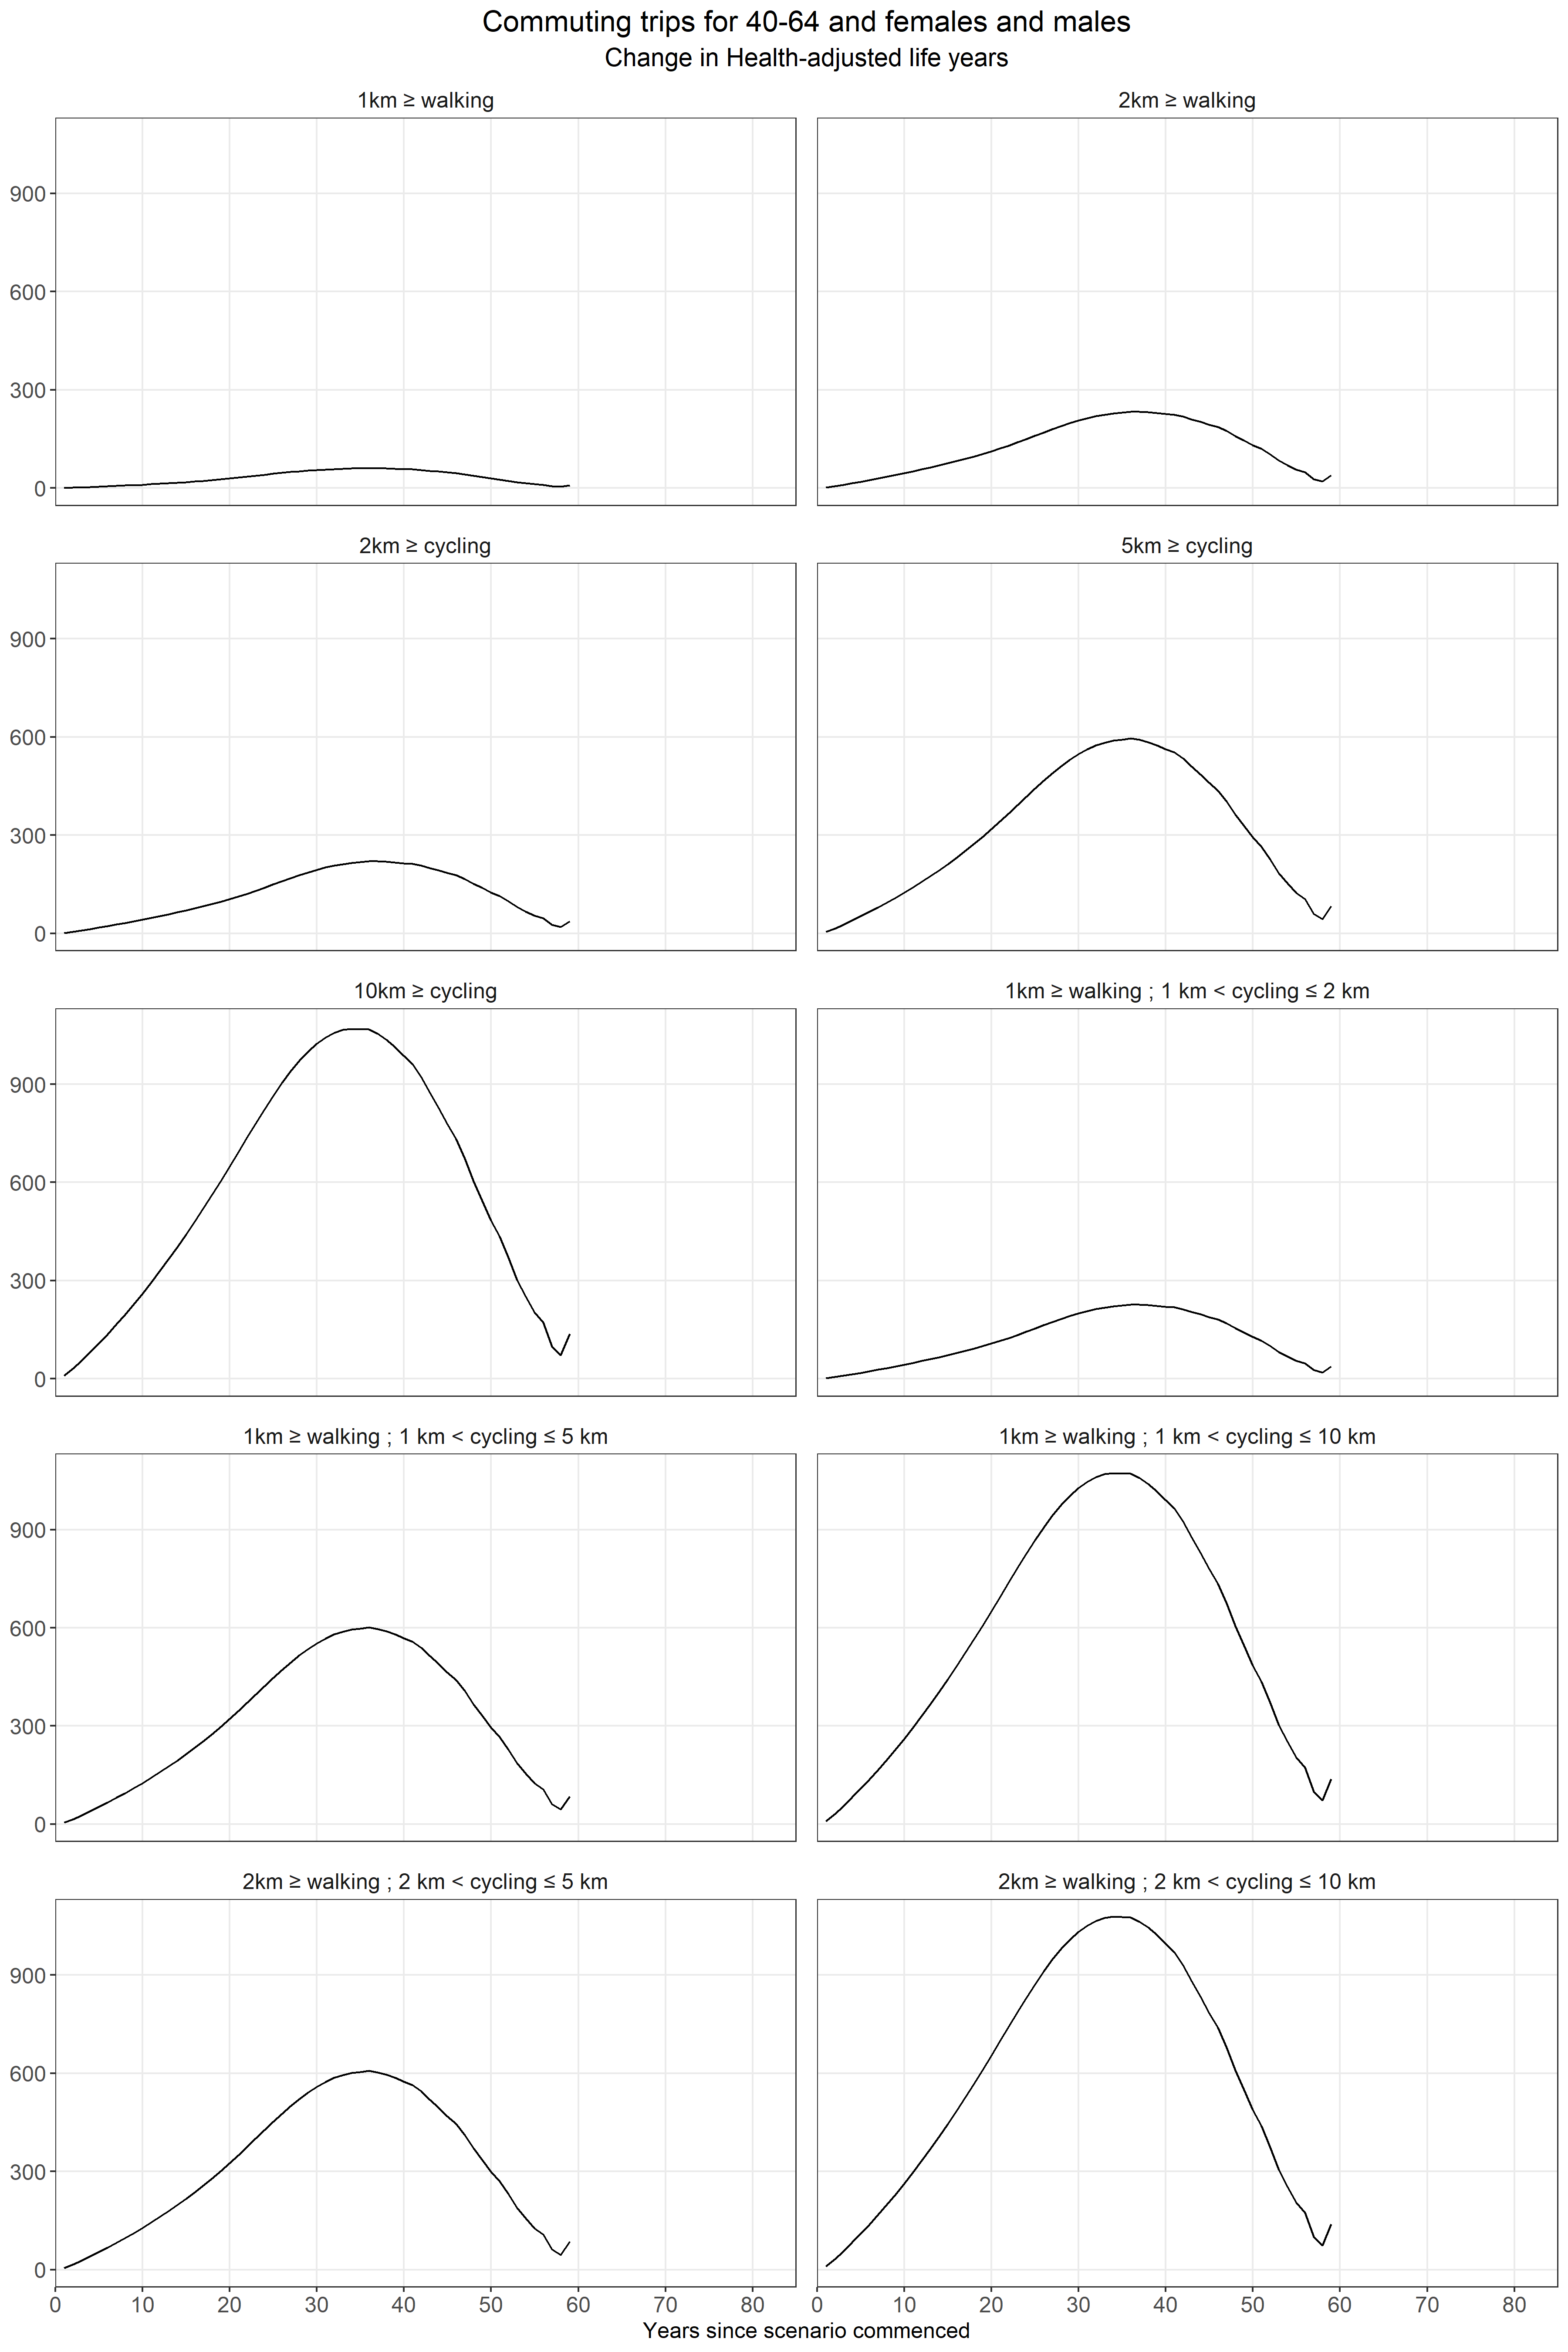 Commuting trips for 40-64 and females and males
Change in Health-adjusted life years
1km ≥ walking
2km ≥ walking
900
600
300
0
2km ≥ cycling
5km ≥ cycling
900
600
300
0
10km ≥ cycling
1km ≥ walking ; 1 km < cycling ≤ 2 km
900
600
300
0
1km ≥ walking ; 1 km < cycling ≤ 5 km
1km ≥ walking ; 1 km < cycling ≤ 10 km
900
600
300
0
2km ≥ walking ; 2 km < cycling ≤ 5 km
2km ≥ walking ; 2 km < cycling ≤ 10 km
900
600
300
0
0 10 20 30 40 50 60 70 80
0 10 20 30 40 50 60 70 80
Years since scenario commenced